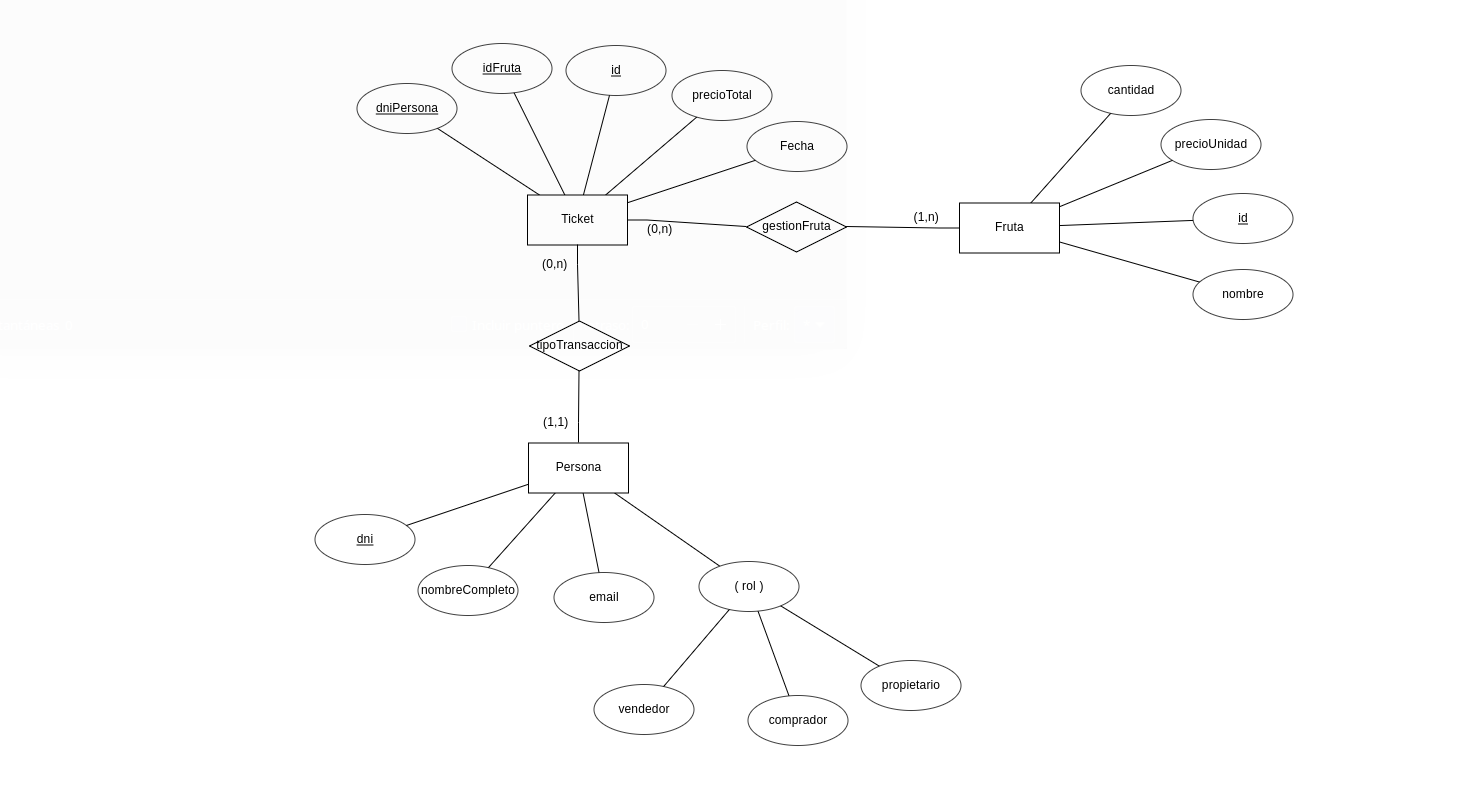 idFruta
id
dniPersona
precioTotal
cantidad
Fecha
precioUnidad
Ticket
(0,n)
gestionFruta
(1,n)
Fruta
id
(0,n)
nombre
tipoTransaccion
(1,1)
Persona
dni
nombreCompleto
email
( rol )
vendedor
comprador
propietario